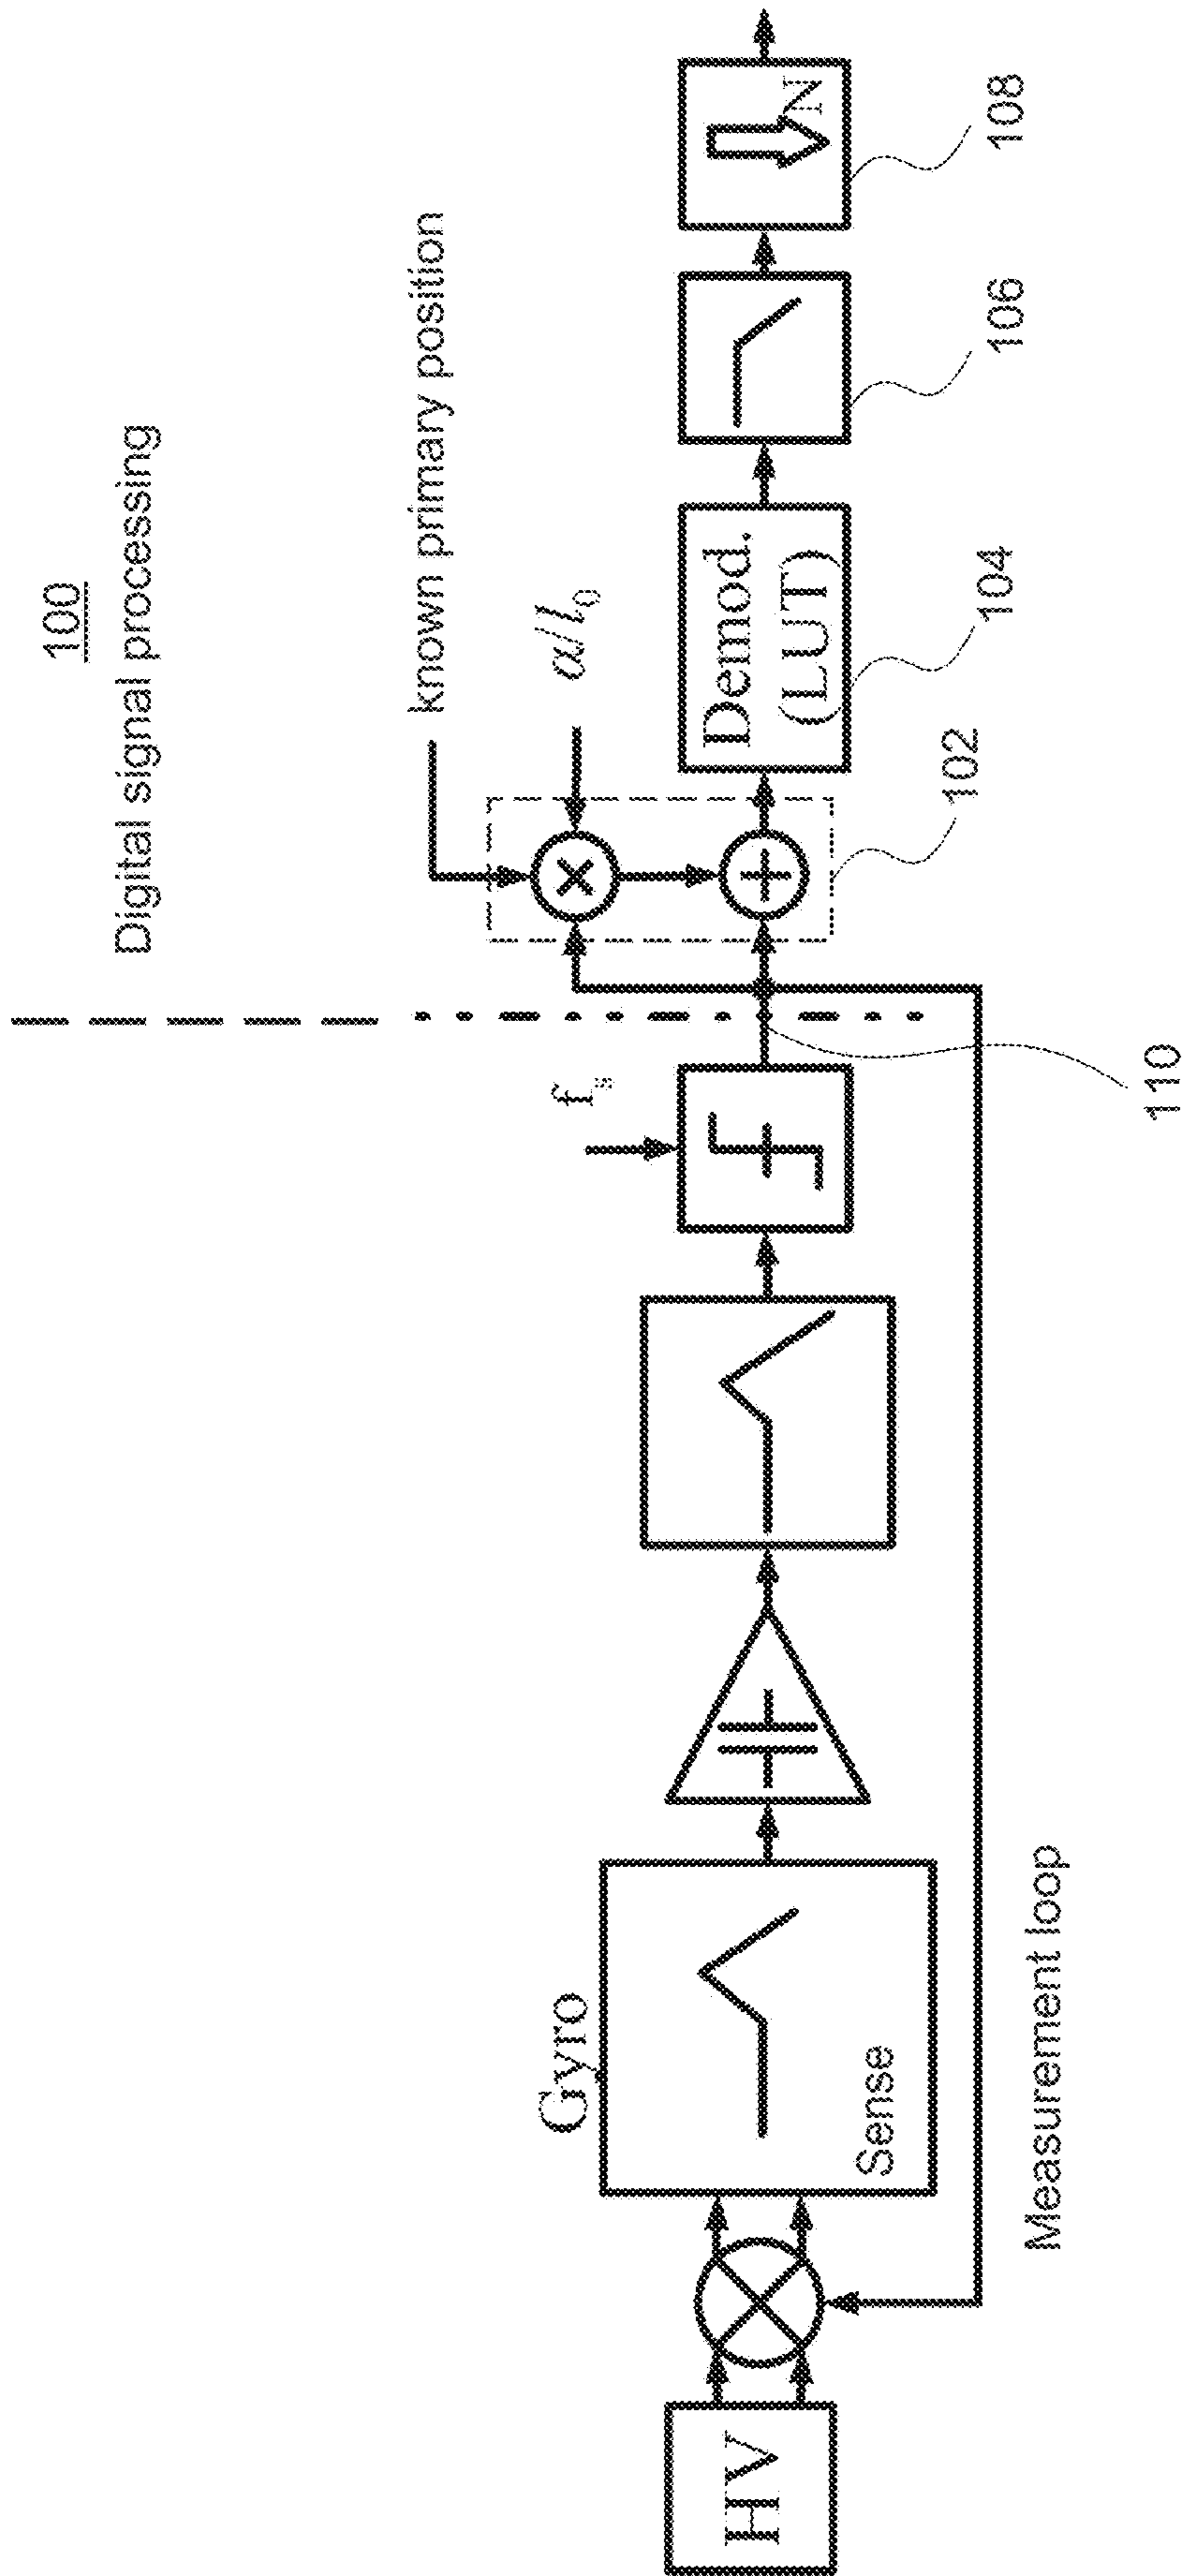 100
Digital signal processing
known primary position
α/l₀
fₛ
Gyro
HV
Sense
Demod.
(LUT)
N
102
104
106
108
110
Measurement loop